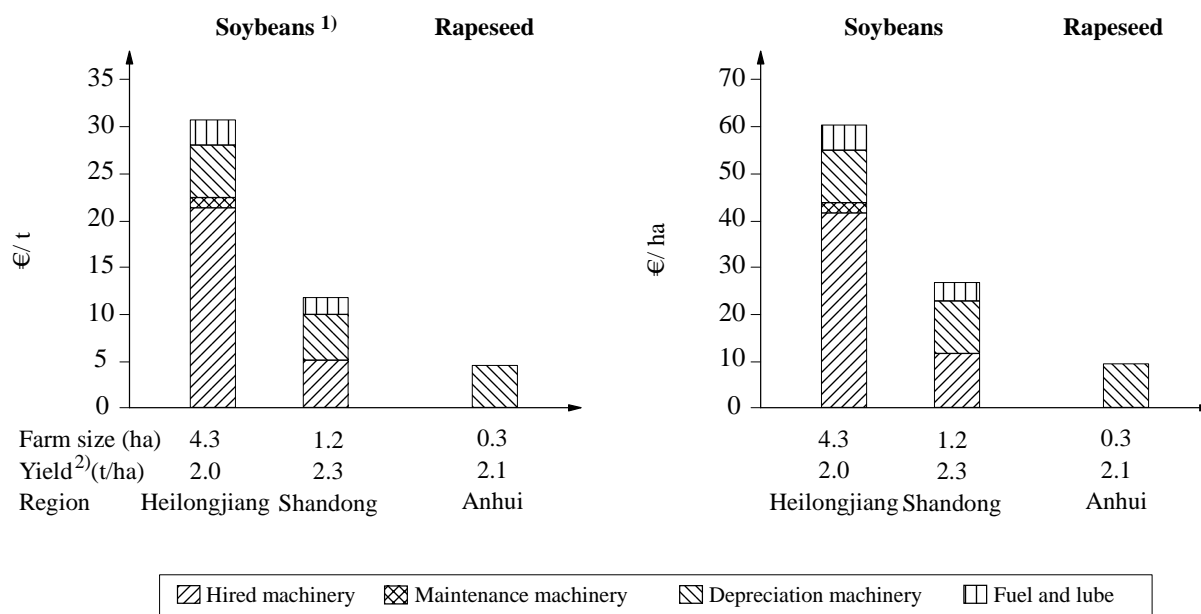 Soybeans 1) Rapeseed
35
30
25
20
15
10
5
0
€/ t
Farm size (ha) 4.3 1.2 0.3
Yield 2)(t/ha) 2.0 2.3 2.1
Region Heilongjiang Shandong Anhui
Soybeans Rapeseed
70
60
50
40
30
20
10
0
€/ ha
4.3 1.2 0.3
2.0 2.3 2.1
Heilongjiang Shandong Anhui
Hired machinery Maintenance machinery Depreciation machinery Fuel and lube